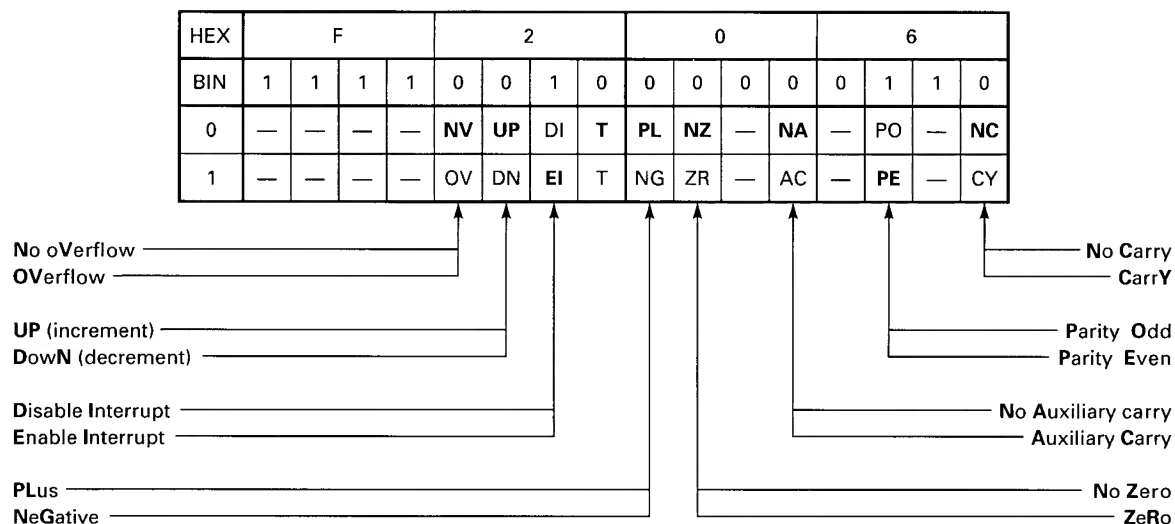 HEX F 2 0 6
BIN 1 1 1 1 0 0 1 0 0 0 0 0 0 1 1 0
0 — — — — NV UP DI T PL NZ — NA — PO — NC
1 — — — — OV DN EI T NG ZR — AC — PE — CY
No oVerflow
OVerflow
UP (increment)
DowN (decrement)
Disable Interrupt
Enable Interrupt
PLus
NeGative
No Carry
CarrY
Parity Odd
Parity Even
No Auxiliary carry
Auxiliary Carry
No Zero
ZeRo